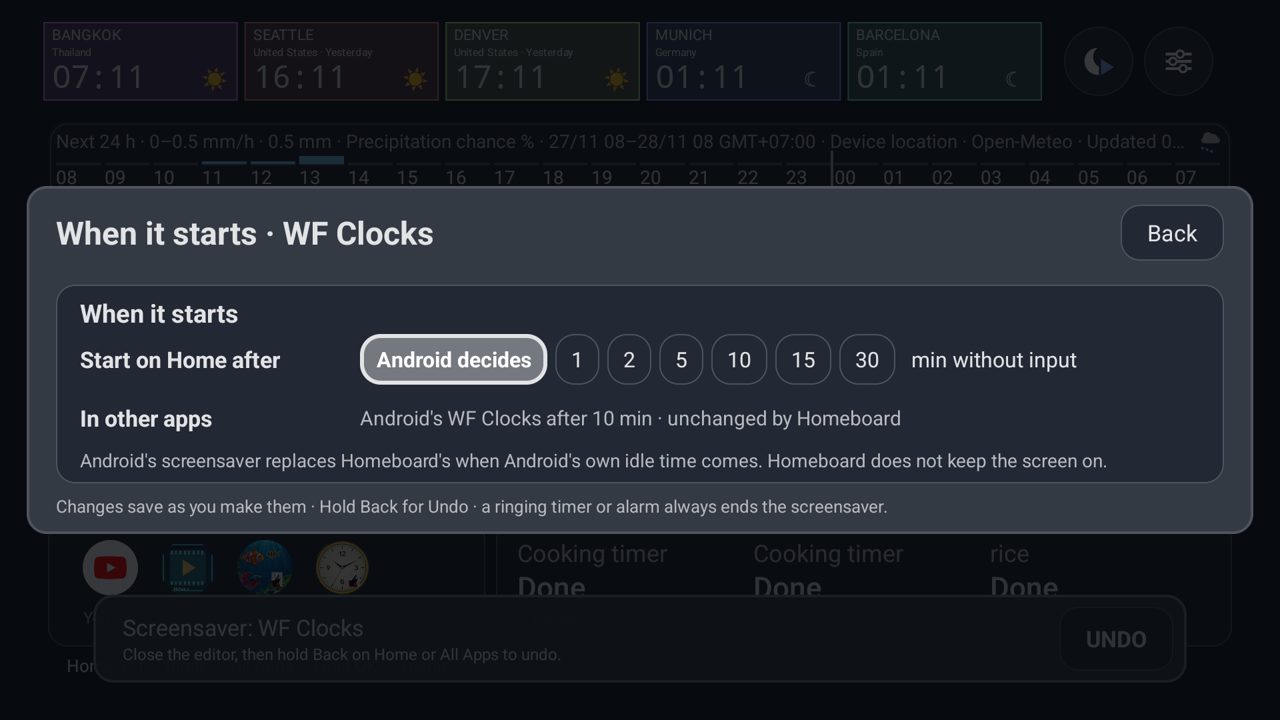 BANGKOK
Thailand
07:11
SEATTLE
United States · Yesterday
16:11
DENVER
United States · Yesterday
17:11
MUNICH
Germany
01:11
BARCELONA
Spain
01:11
Next 24 h · 0–0.5 mm/h · 0.5 mm · Precipitation chance % · 27/11 08–28/11 08 GMT+07:00 · Device location · Open-Meteo · Updated 0…
08 09 10 11 12 13 14 15 16 17 18 19 20 21 22 23 00 01 02 03 04 05 06 07
When it starts · WF Clocks
Back
When it starts
Start on Home after
Android decides 1 2 5 10 15 30 min without input
In other apps
Android's WF Clocks after 10 min · unchanged by Homeboard
Android's screensaver replaces Homeboard's when Android's own idle time comes. Homeboard does not keep the screen on.
Changes save as you make them · Hold Back for Undo · a ringing timer or alarm always ends the screensaver.
Cooking timer
Done
Cooking timer
Done
rice
Done
Screensaver: WF Clocks
Close the editor, then hold Back on Home or All Apps to undo.
UNDO